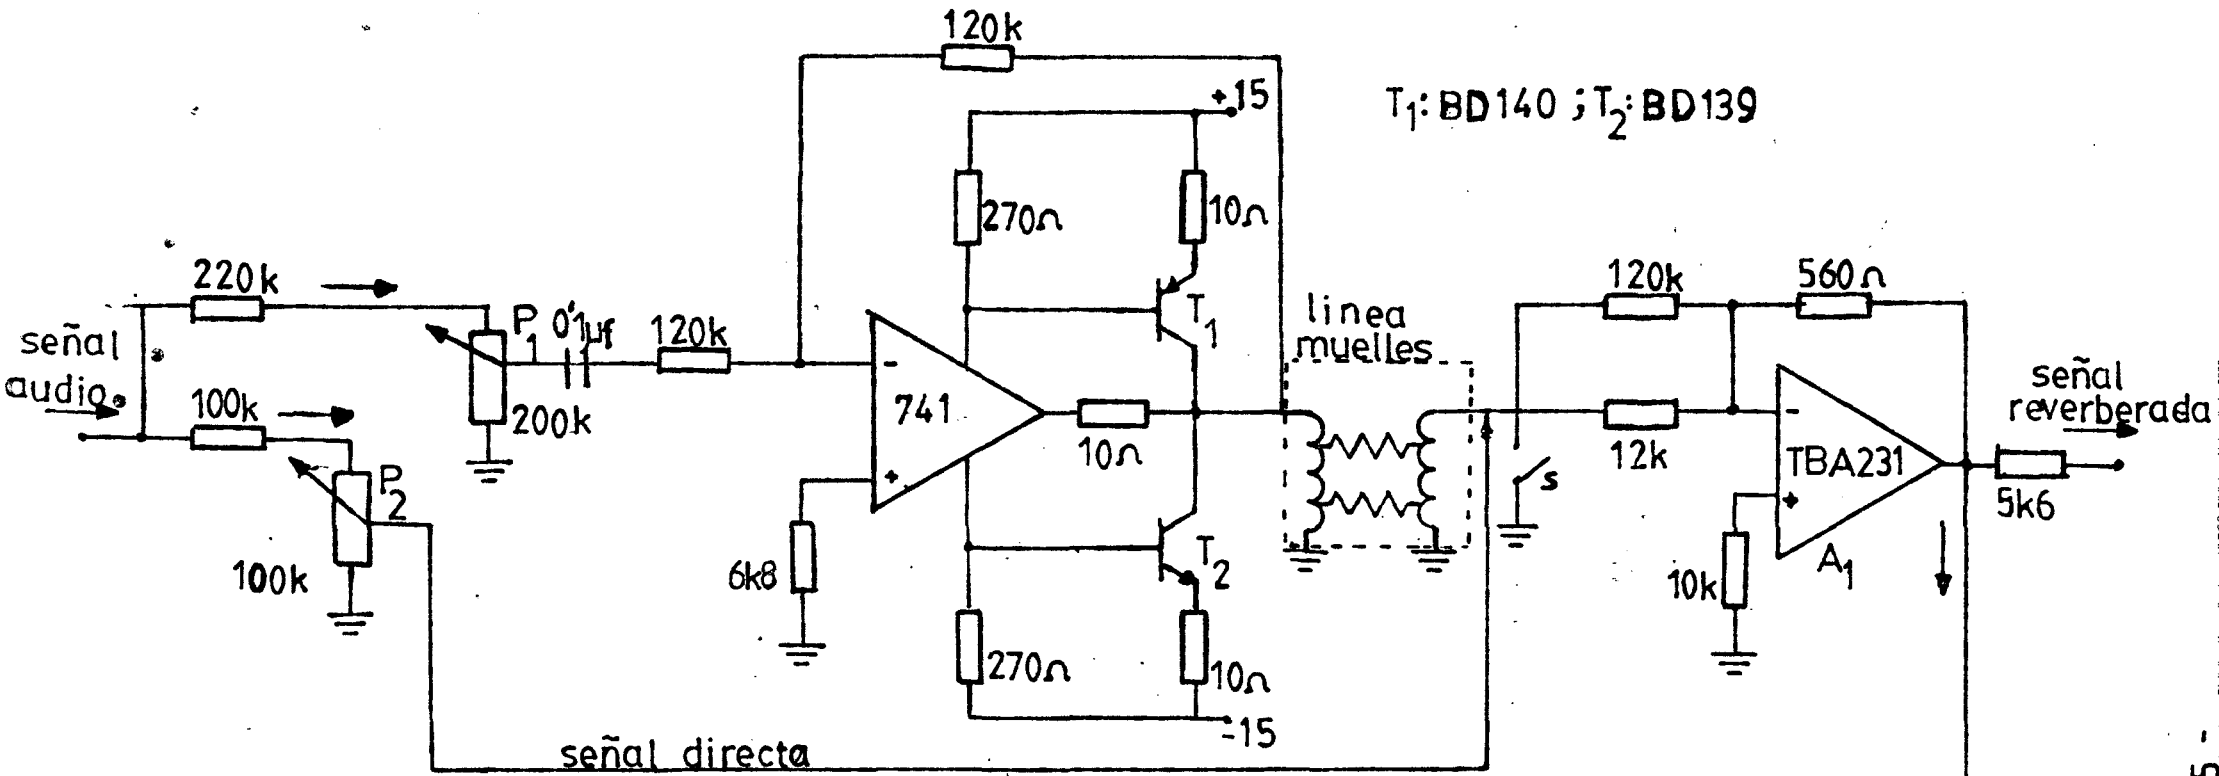 120k
+15
T1: BD140 ; T2: BD139
270Ω
10Ω
220k
señal
audio
P1
0'1µf
120k
200k
100k
P2
100k
741
-
+
10Ω
T1
linea
muelles
120k
560Ω
señal
reverberada
12k
TBA231
-
+
s
5k6
A1
10k
6k8
T2
270Ω
10Ω
-15
señal directa